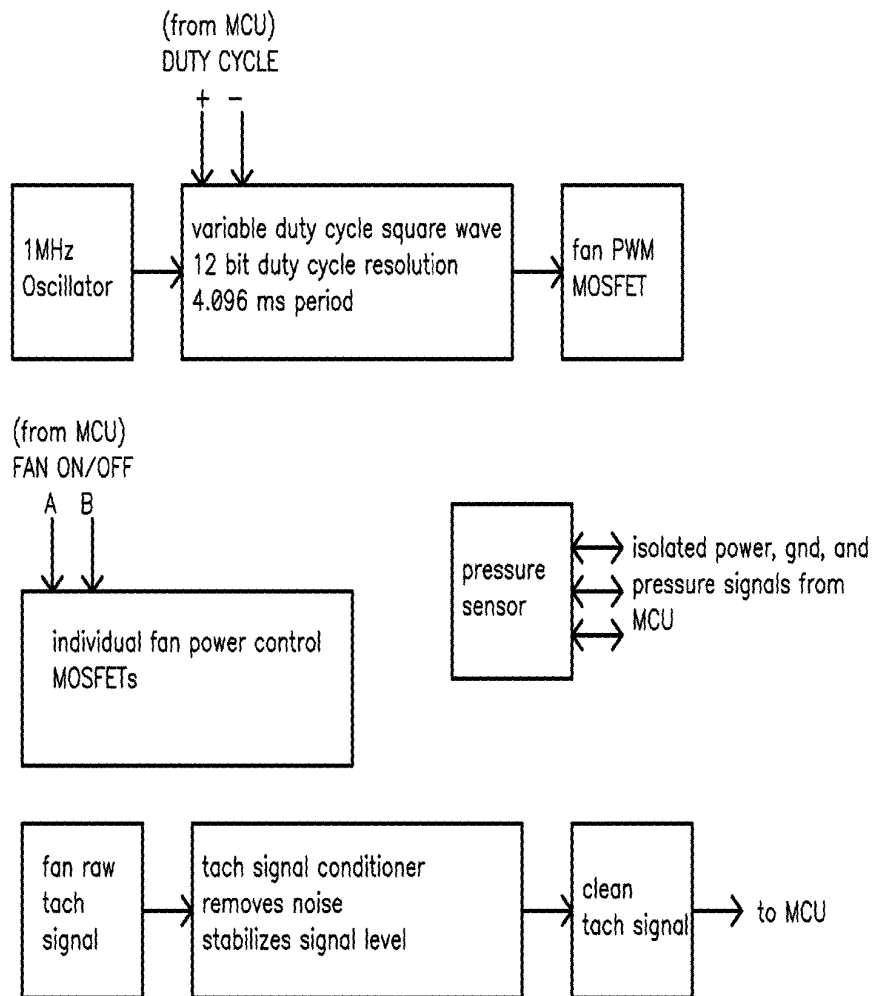 (from MCU)
DUTY CYCLE
+ -
1MHz
Oscillator
variable duty cycle square wave
12 bit duty cycle resolution
4.096 ms period
fan PWM
MOSFET
(from MCU)
FAN ON/OFF
A B
individual fan power control
MOSFETs
pressure
sensor
isolated power, gnd, and
pressure signals from
MCU
fan raw
tach
signal
tach signal conditioner
removes noise
stabilizes signal level
clean
tach signal
to MCU